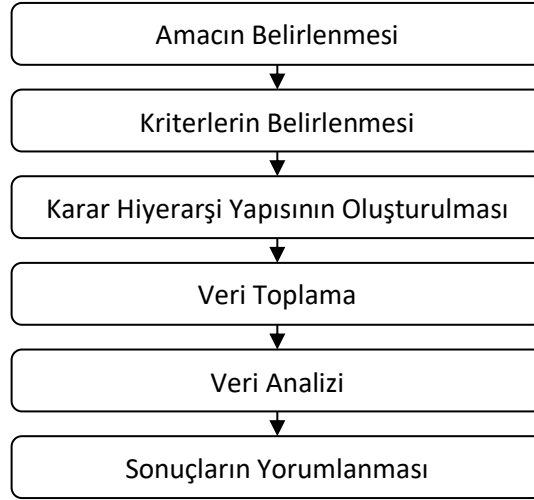 Amacın Belirlenmesi
Kriterlerin Belirlenmesi
Karar Hiyerarşi Yapısının Oluşturulması
Veri Toplama
Veri Analizi
Sonuçların Yorumlanması